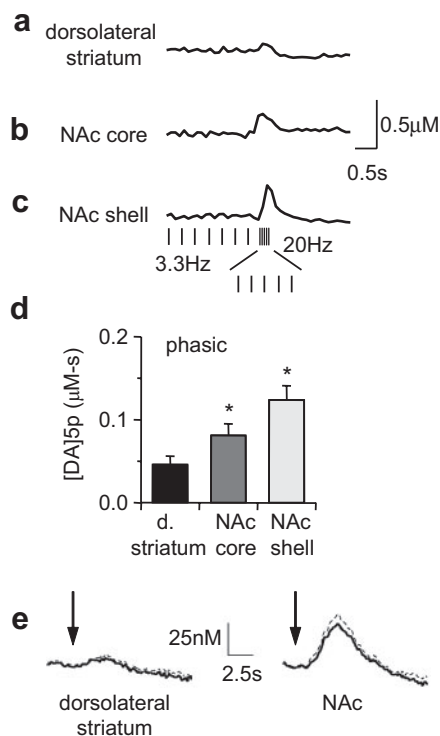 a
dorsolateral
striatum
b
NAc core
0.5μM
0.5s
c
NAc shell
3.3Hz
20Hz
d
0.2
phasic
[DA]5p (μM-s)
0.1
0.0
*
*
d.
striatum
NAc
core
NAc
shell
e
25nM
2.5s
dorsolateral
striatum
NAc